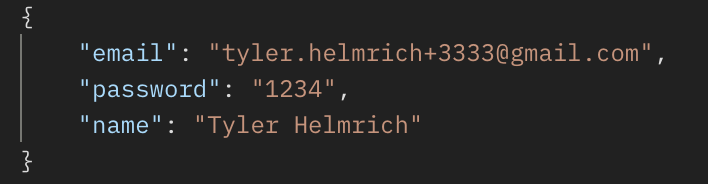 {
"email": "tyler.helmrich+3333@gmail.com",
"password": "1234",
"name": "Tyler Helmrich"
}